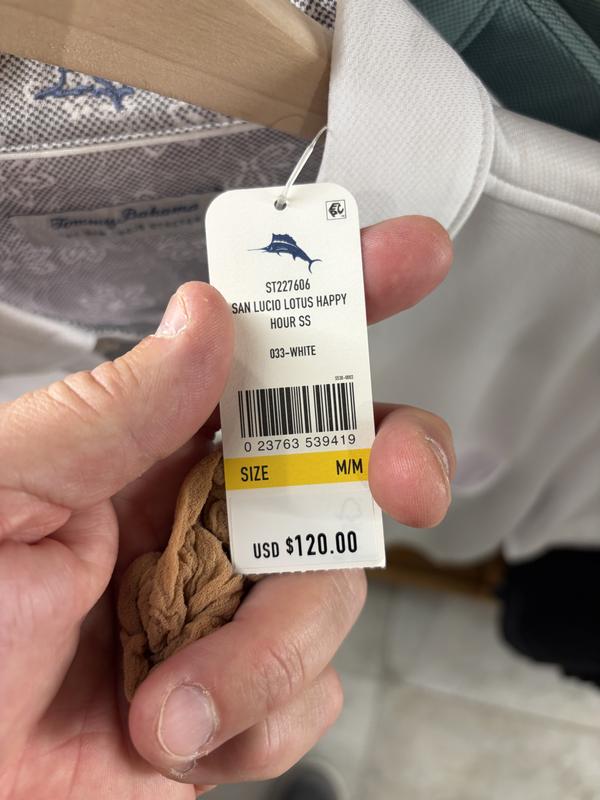 Tommy Bahama
ST227606
SAN LUCIO LOTUS HAPPY
HOUR SS
033-WHITE
0 23763 539419
SIZE M/M
USD $120.00